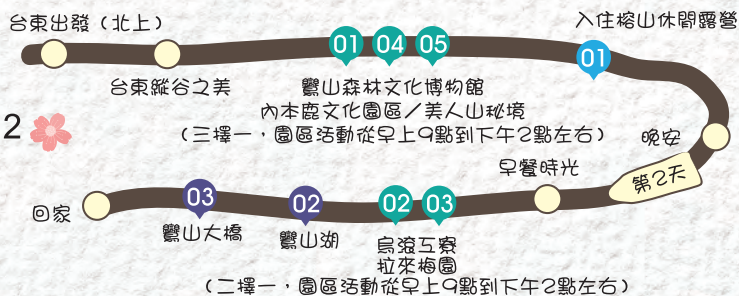 台東出發（北上）
入住榕山休閒露營
01 04 05
01
台東縱谷之美
鸞山森林文化博物館
內本鹿文化園區／美人山秘境
（三擇一，園區活動從早上9點到下午2點左右）
2
晚安
第2天
早餐時光
02 03
02
03
烏滾互寮
拉來梅園
（二擇一，園區活動從早上9點到下午2點左右）
鸞山湖
鸞山大橋
回家